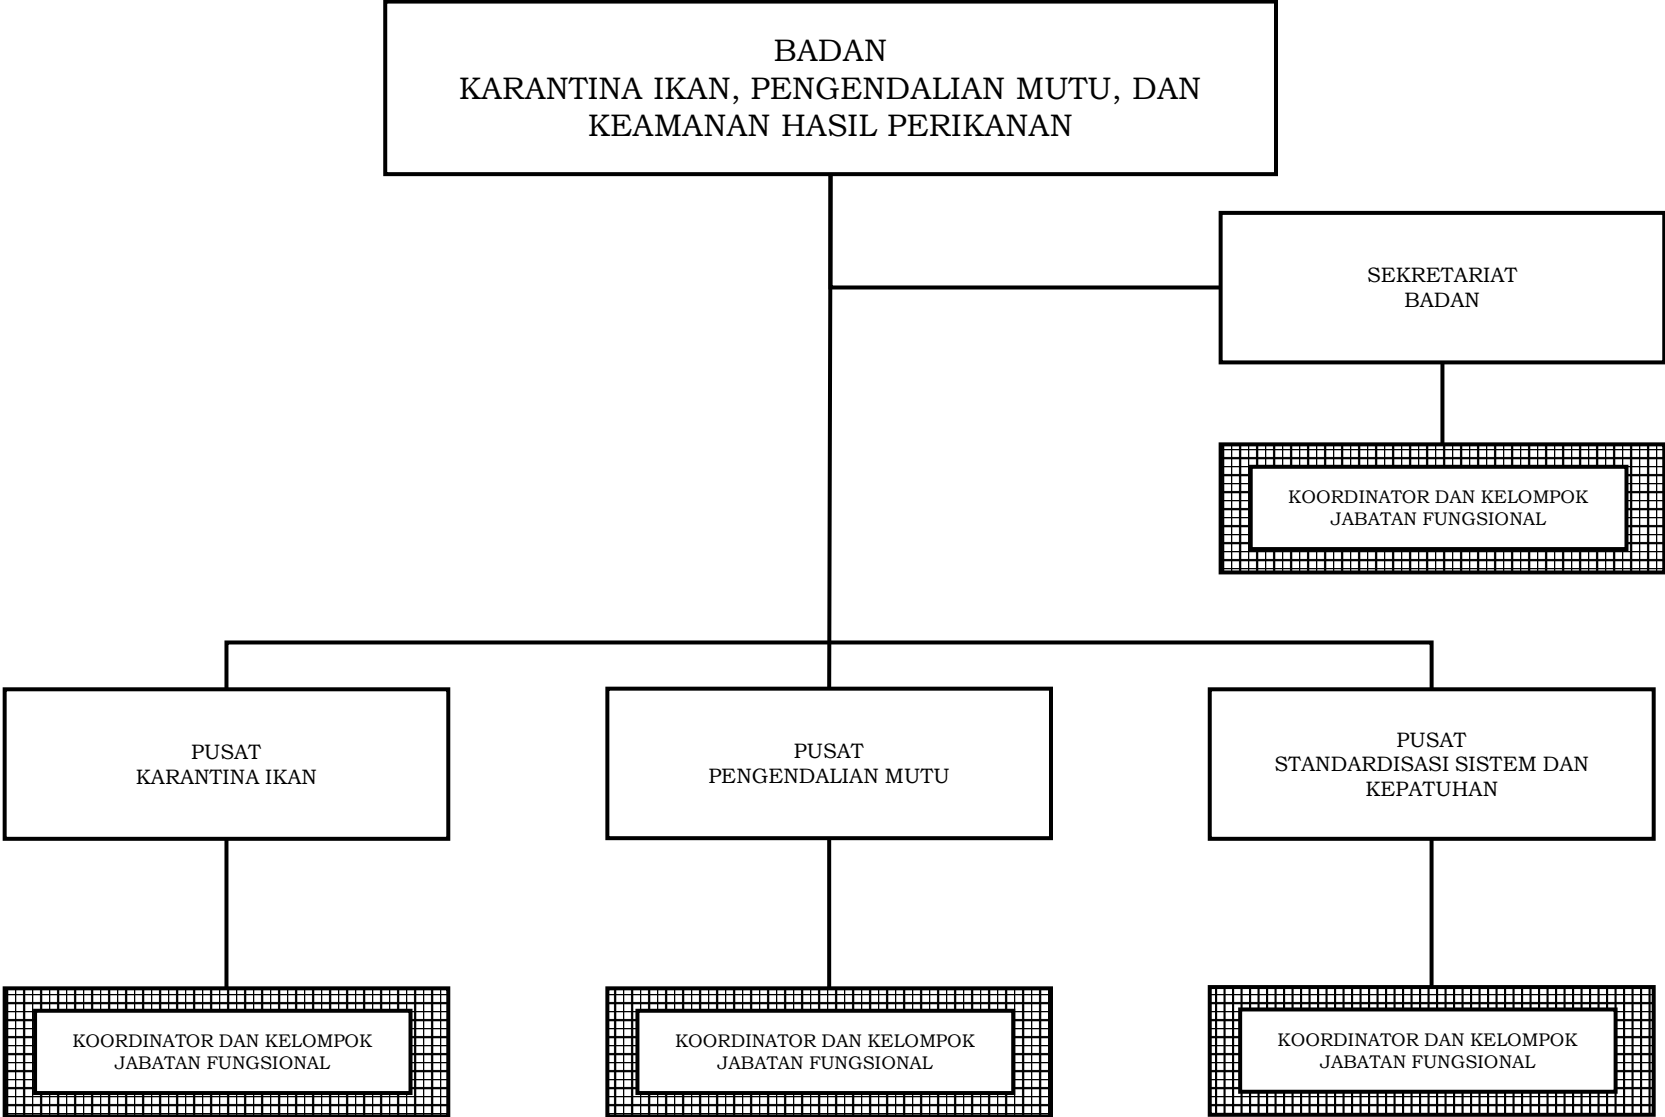 BADAN
KARANTINA IKAN, PENGENDALIAN MUTU, DAN
KEAMANAN HASIL PERIKANAN
SEKRETARIAT
BADAN
KOORDINATOR DAN KELOMPOK
JABATAN FUNGSIONAL
PUSAT
KARANTINA IKAN
PUSAT
PENGENDALIAN MUTU
PUSAT
STANDARDISASI SISTEM DAN
KEPATUHAN
KOORDINATOR DAN KELOMPOK
JABATAN FUNGSIONAL
KOORDINATOR DAN KELOMPOK
JABATAN FUNGSIONAL
KOORDINATOR DAN KELOMPOK
JABATAN FUNGSIONAL